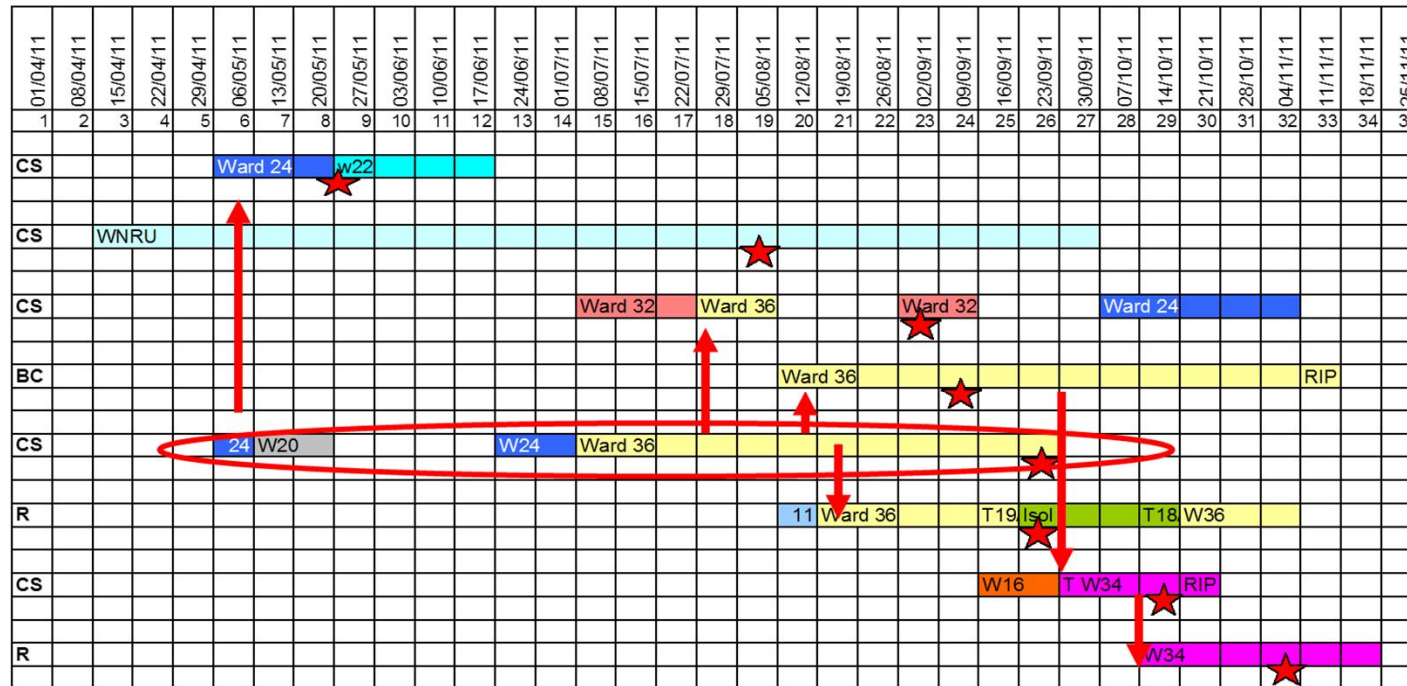 01/04/11 08/04/11 15/04/11 22/04/11 29/04/11 06/05/11 13/05/11 20/05/11 27/05/11 03/06/11 10/06/11 17/06/11 24/06/11 01/07/11 08/07/11 15/07/11 22/07/11 29/07/11 05/08/11 12/08/11 19/08/11 26/08/11 02/09/11 09/09/11 16/09/11 23/09/11 30/09/11 07/10/11 14/10/11 21/10/11 28/10/11 04/11/11 11/11/11 18/11/11 25/11/11
1 2 3 4 5 6 7 8 9 10 11 12 13 14 15 16 17 18 19 20 21 22 23 24 25 26 27 28 29 30 31 32 33 34 3
CS Ward 24 w22
CS WNRU
CS Ward 32 Ward 36 Ward 32 Ward 24
BC Ward 36 RIP
CS 24 W20 W24 Ward 36
R 11 Ward 36 T19/ Isol T18/ W36
CS W16 T W34 RIP
R W34